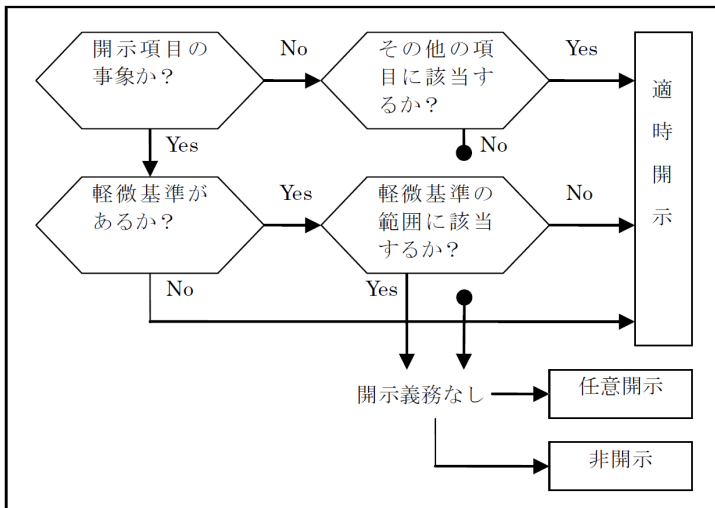 開示項目の
事象か？
No
その他の項
目に該当す
るか？
Yes
適時開示
Yes
No
軽微基準が
あるか？
Yes
軽微基準の
範囲に該当
するか？
No
No
Yes
開示義務なし
任意開示
非開示